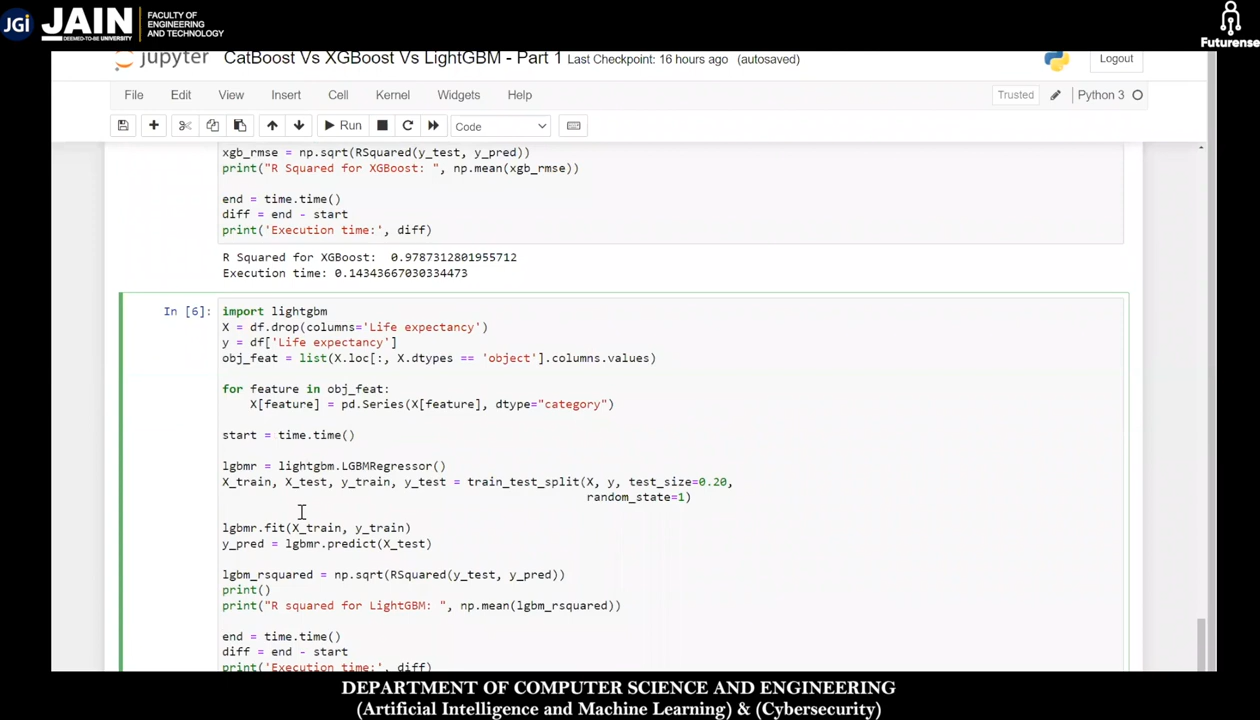 JGI JAIN DEEMED-TO-BE UNIVERSITY
FACULTY OF
ENGINEERING
AND TECHNOLOGY
Futurense
jupyter CatBoost Vs XGBoost Vs LightGBM - Part 1 Last Checkpoint: 16 hours ago (autosaved)
Logout
File Edit View Insert Cell Kernel Widgets Help
Trusted Python 3
Run Code
xgb_rmse = np.sqrt(RSquared(y_test, y_pred))
print("R Squared for XGBoost: ", np.mean(xgb_rmse))
end = time.time()
diff = end - start
print('Execution time:', diff)
R Squared for XGBoost:  0.9787312801955712
Execution time: 0.14343667030334473
In [6]:
import lightgbm
X = df.drop(columns='Life expectancy')
y = df['Life expectancy']
obj_feat = list(X.loc[:, X.dtypes == 'object'].columns.values)
for feature in obj_feat:
    X[feature] = pd.Series(X[feature], dtype="category")
start = time.time()
lgbmr = lightgbm.LGBMRegressor()
X_train, X_test, y_train, y_test = train_test_split(X, y, test_size=0.20,
random_state=1)
lgbmr.fit(X_train, y_train)
y_pred = lgbmr.predict(X_test)
lgbm_rsquared = np.sqrt(RSquared(y_test, y_pred))
print()
print("R squared for LightGBM: ", np.mean(lgbm_rsquared))
end = time.time()
diff = end - start
print('Execution time:', diff)
DEPARTMENT OF COMPUTER SCIENCE AND ENGINEERING
(Artificial Intelligence and Machine Learning) & (Cybersecurity)